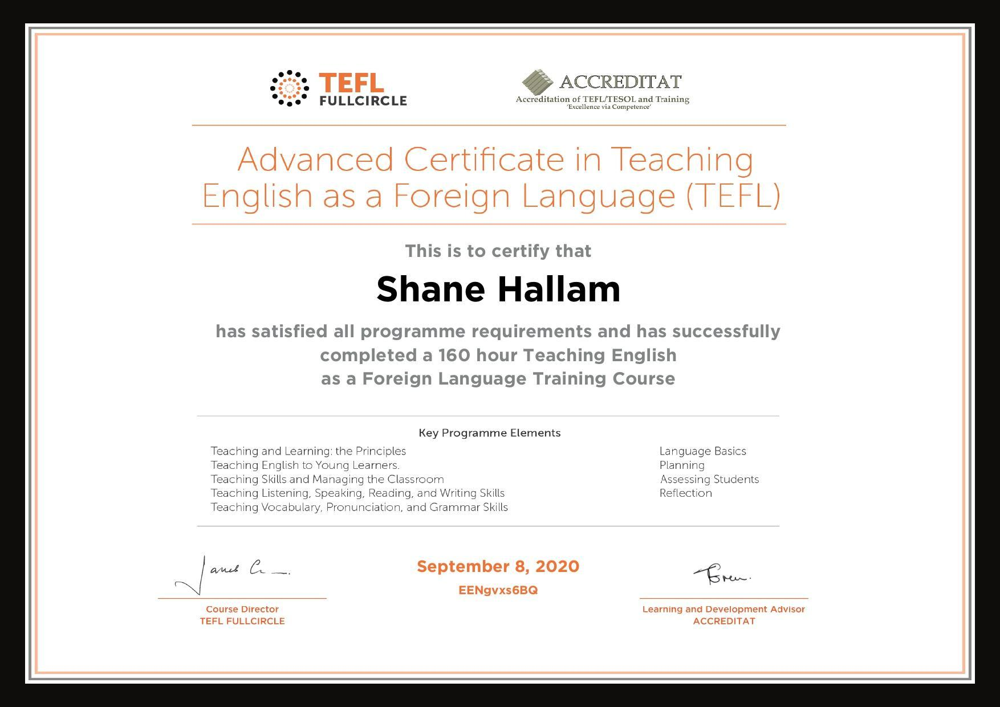 TEFL
FULLCIRCLE
ACCREDITAT
Accreditation of TEFL/TESOL and Training
'Excellence via Competence'
Advanced Certificate in Teaching
English as a Foreign Language (TEFL)
This is to certify that
Shane Hallam
has satisfied all programme requirements and has successfully
completed a 160 hour Teaching English
as a Foreign Language Training Course
Key Programme Elements
Teaching and Learning: the Principles
Teaching English to Young Learners.
Teaching Skills and Managing the Classroom
Teaching Listening, Speaking, Reading, and Writing Skills
Teaching Vocabulary, Pronunciation, and Grammar Skills
Language Basics
Planning
Assessing Students
Reflection
September 8, 2020
EENgvxs6BQ
Course Director
TEFL FULLCIRCLE
Learning and Development Advisor
ACCREDITAT